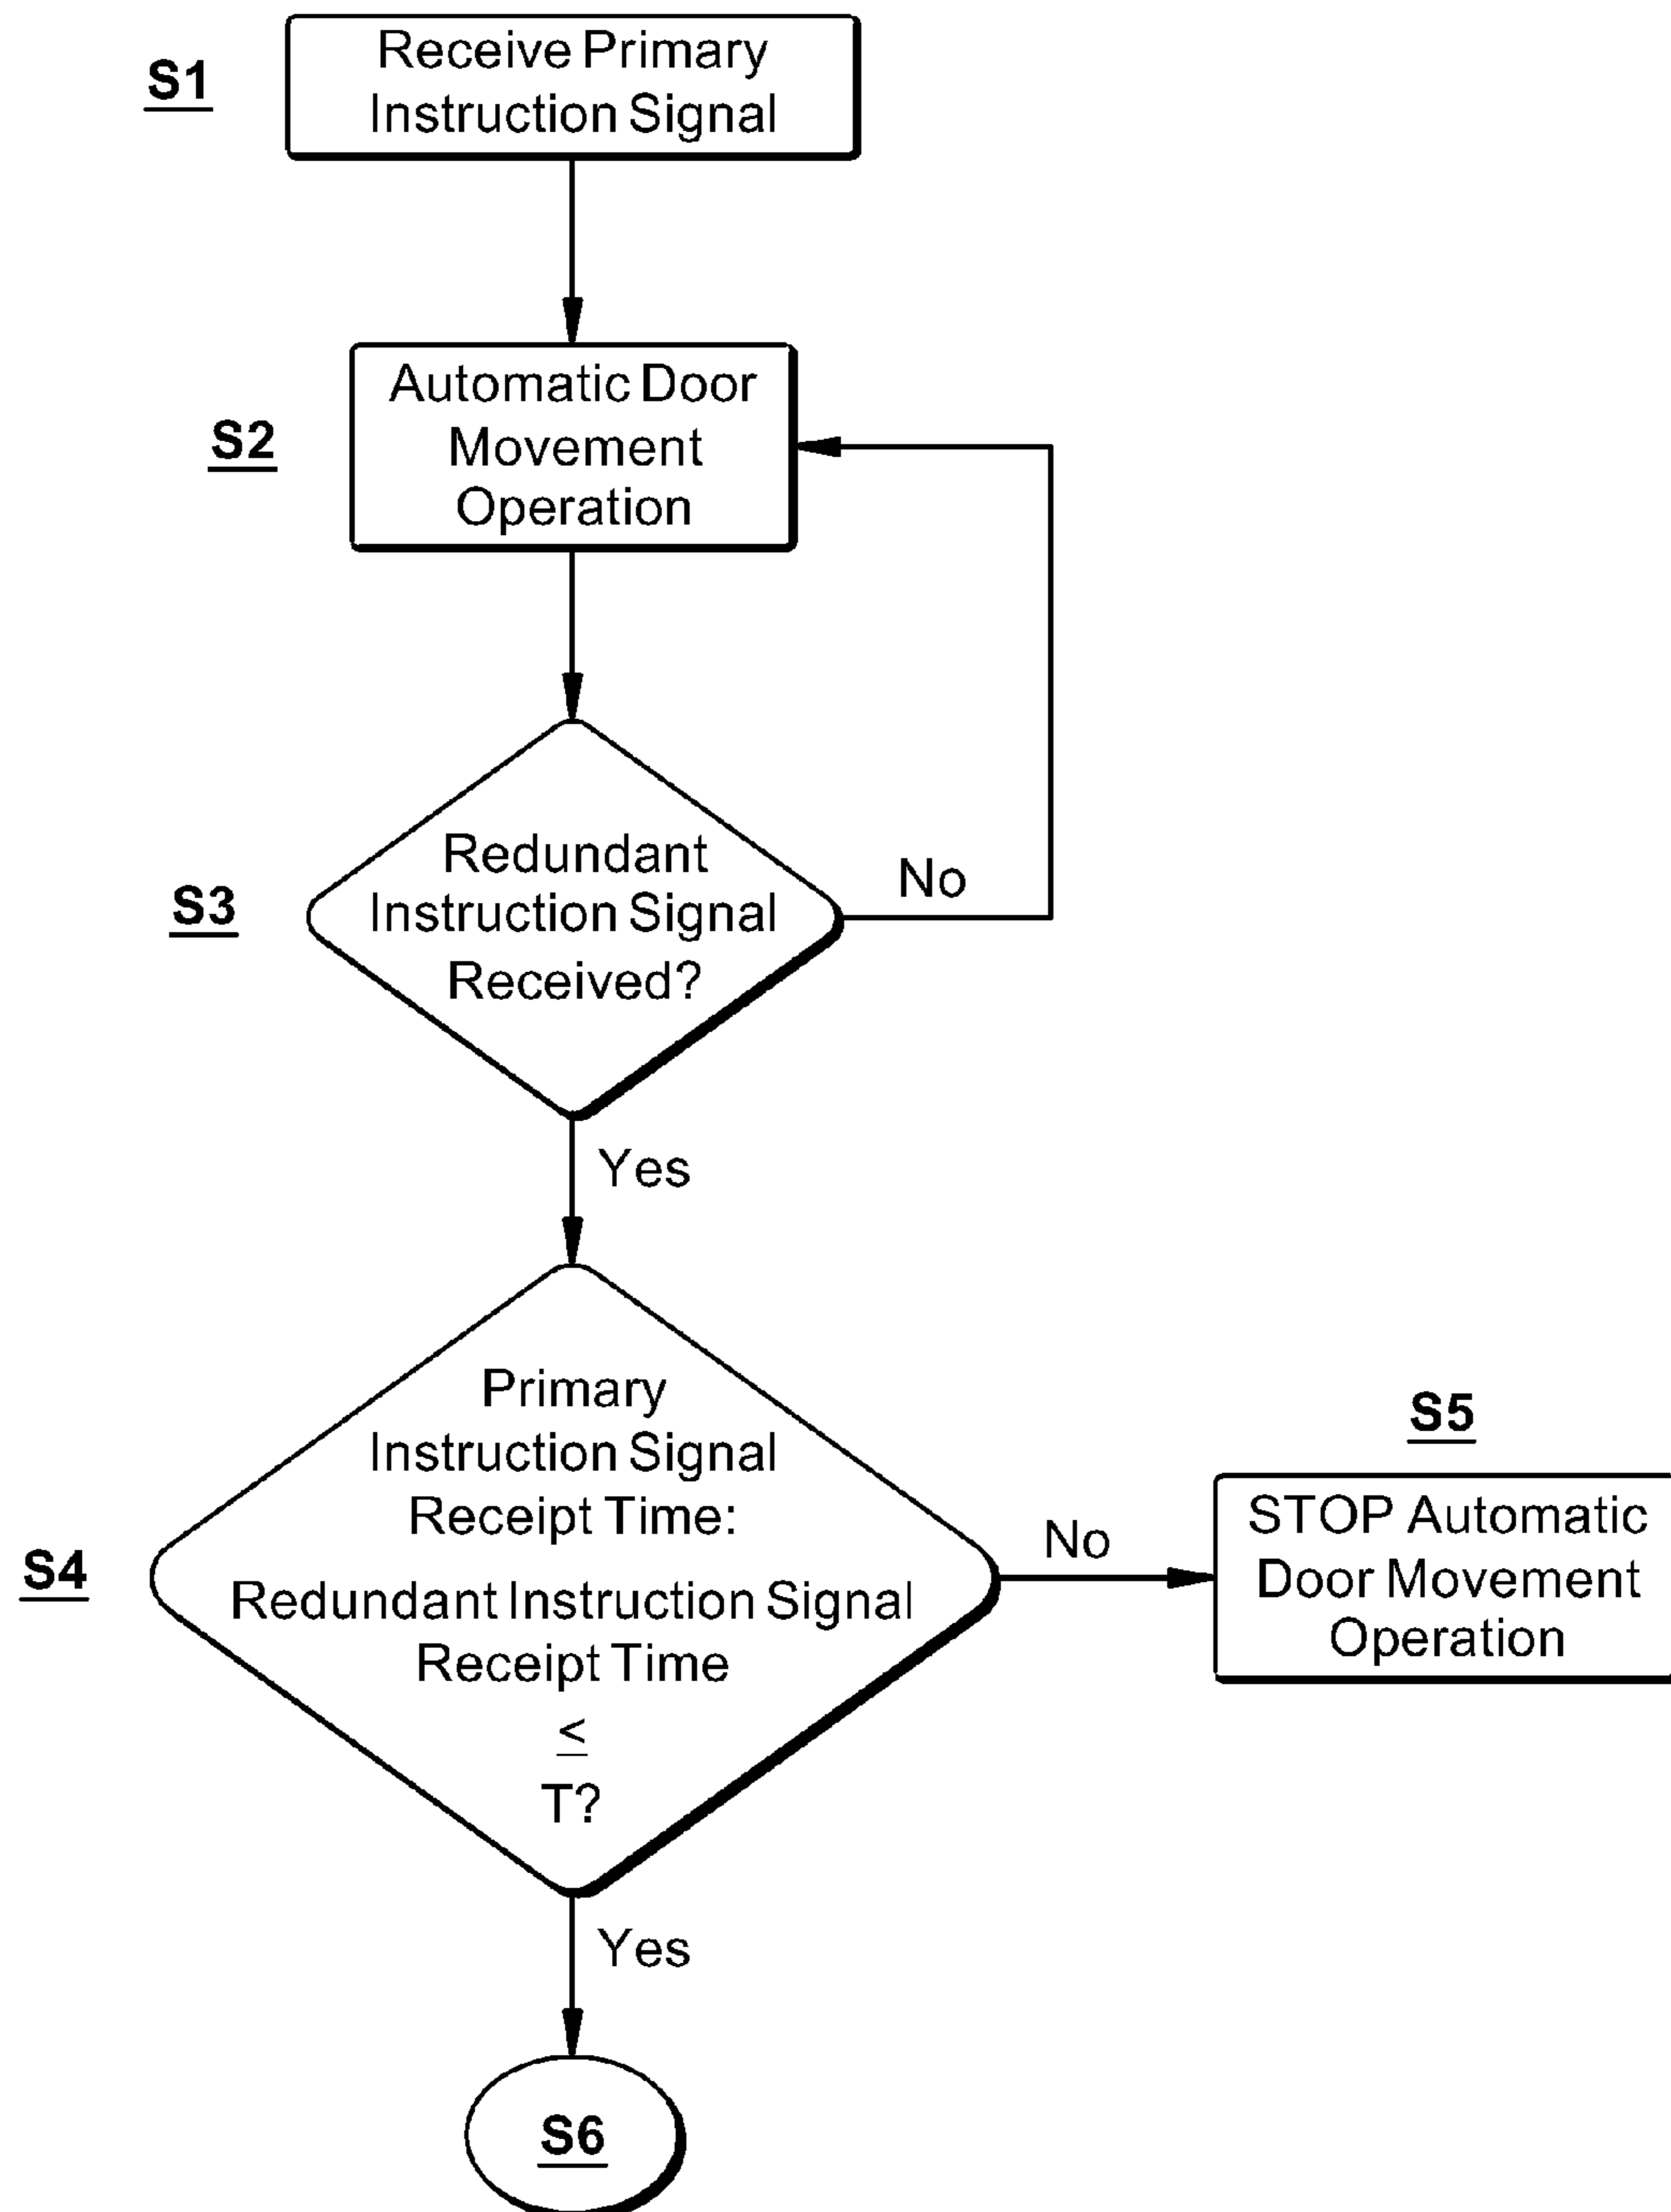 S1
Receive Primary
Instruction Signal
S2
Automatic Door
Movement
Operation
S3
Redundant
Instruction Signal
Received?
No
Yes
S4
Primary
Instruction Signal
Receipt Time:
Redundant Instruction Signal
Receipt Time
≤
T?
No
S5
STOP Automatic
Door Movement
Operation
Yes
S6